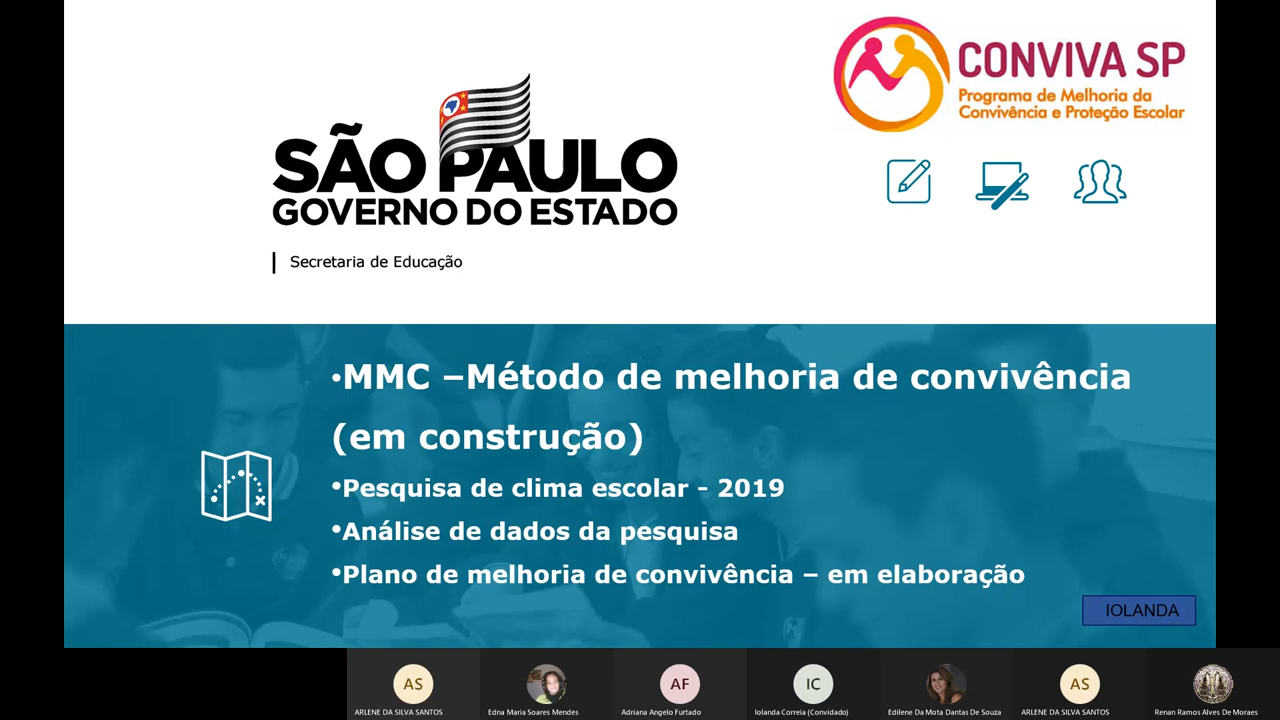 CONVIVA SP
Programa de Melhoria da
Convivência e Proteção Escolar
SÃO PAULO
GOVERNO DO ESTADO
Secretaria de Educação
•MMC –Método de melhoria de convivência
(em construção)
•Pesquisa de clima escolar - 2019
•Análise de dados da pesquisa
•Plano de melhoria de convivência – em elaboração
IOLANDA
AS
AF
IC
AS
ARLENE DA SILVA SANTOS
Edna Maria Soares Mendes
Adriana Angelo Furtado
Iolanda Correia (Convidado)
Edilene Da Mota Dantas De Souza
ARLENE DA SILVA SANTOS
Renan Ramos Alves De Moraes